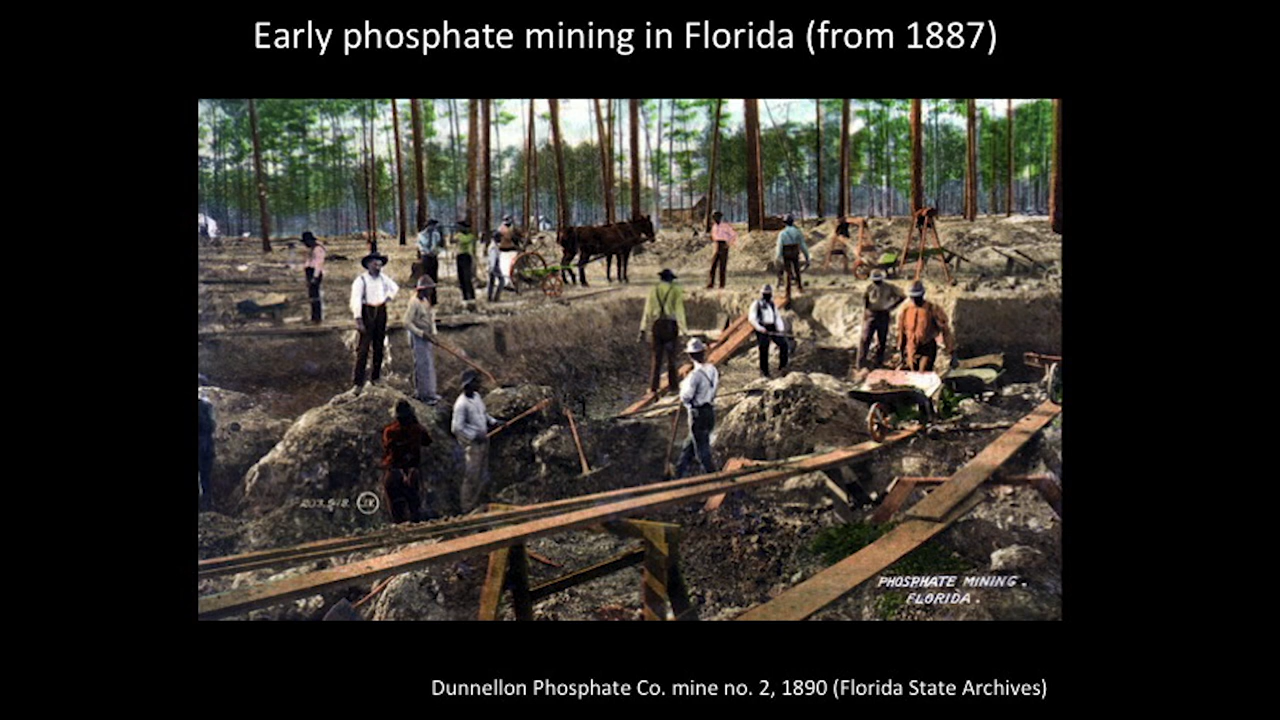 Early phosphate mining in Florida (from 1887)
JK
PHOSPHATE MINING.
FLORIDA.
Dunnellon Phosphate Co. mine no. 2, 1890 (Florida State Archives)